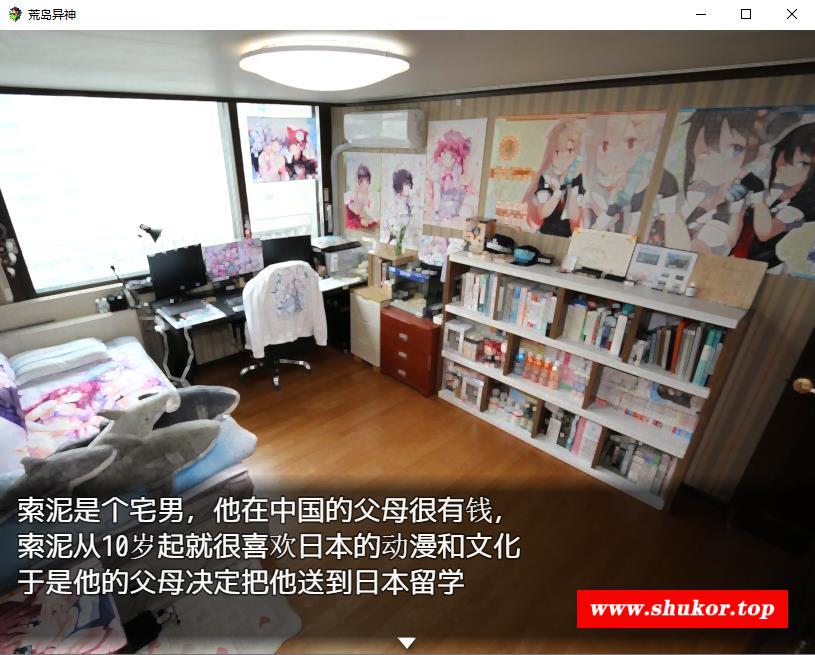 荒岛异神
索泥是个宅男，他在中国的父母很有钱，
索泥从10岁起就很喜欢日本的动漫和文化
于是他的父母决定把他送到日本留学
www.shukor.top